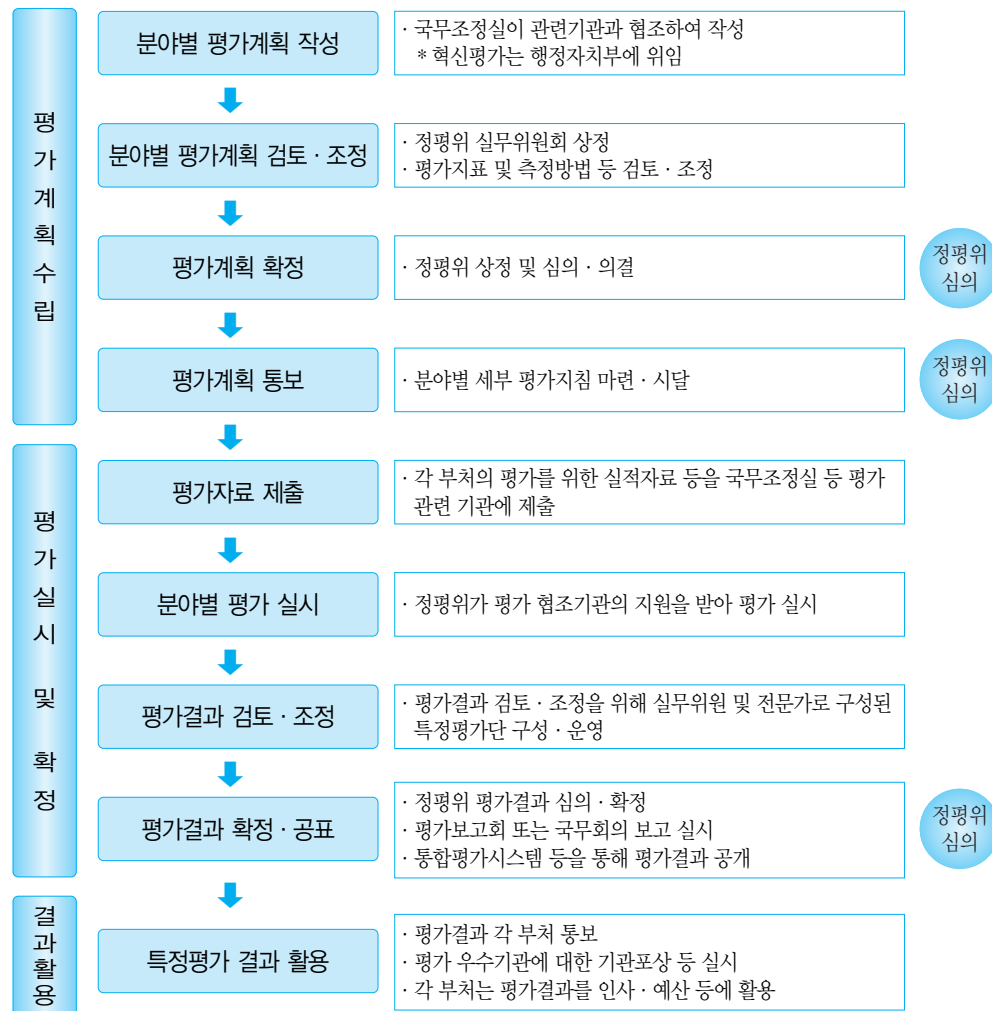 평가계획수립
분야별 평가계획 작성
· 국무조정실이 관련기관과 협조하여 작성
* 혁신평가는 행정자치부에 위임
분야별 평가계획 검토 · 조정
· 정평위 실무위원회 상정
· 평가지표 및 측정방법 등 검토 · 조정
평가계획 확정
· 정평위 상정 및 심의 · 의결
정평위
심의
평가계획 통보
· 분야별 세부 평가지침 마련 · 시달
정평위
심의
평가실시 및 확정
평가자료 제출
· 각 부처의 평가를 위한 실적자료 등을 국무조정실 등 평가
관련 기관에 제출
분야별 평가 실시
· 정평위가 평가 협조기관의 지원을 받아 평가 실시
평가결과 검토 · 조정
· 평가결과 검토 · 조정을 위해 실무위원 및 전문가로 구성된
특정평가단 구성 · 운영
평가결과 확정 · 공표
· 정평위 평가결과 심의 · 확정
· 평가보고회 또는 국무회의 보고 실시
· 통합평가시스템 등을 통해 평가결과 공개
정평위
심의
결과활용
특정평가 결과 활용
· 평가결과 각 부처 통보
· 평가 우수기관에 대한 기관포상 등 실시
· 각 부처는 평가결과를 인사 · 예산 등에 활용